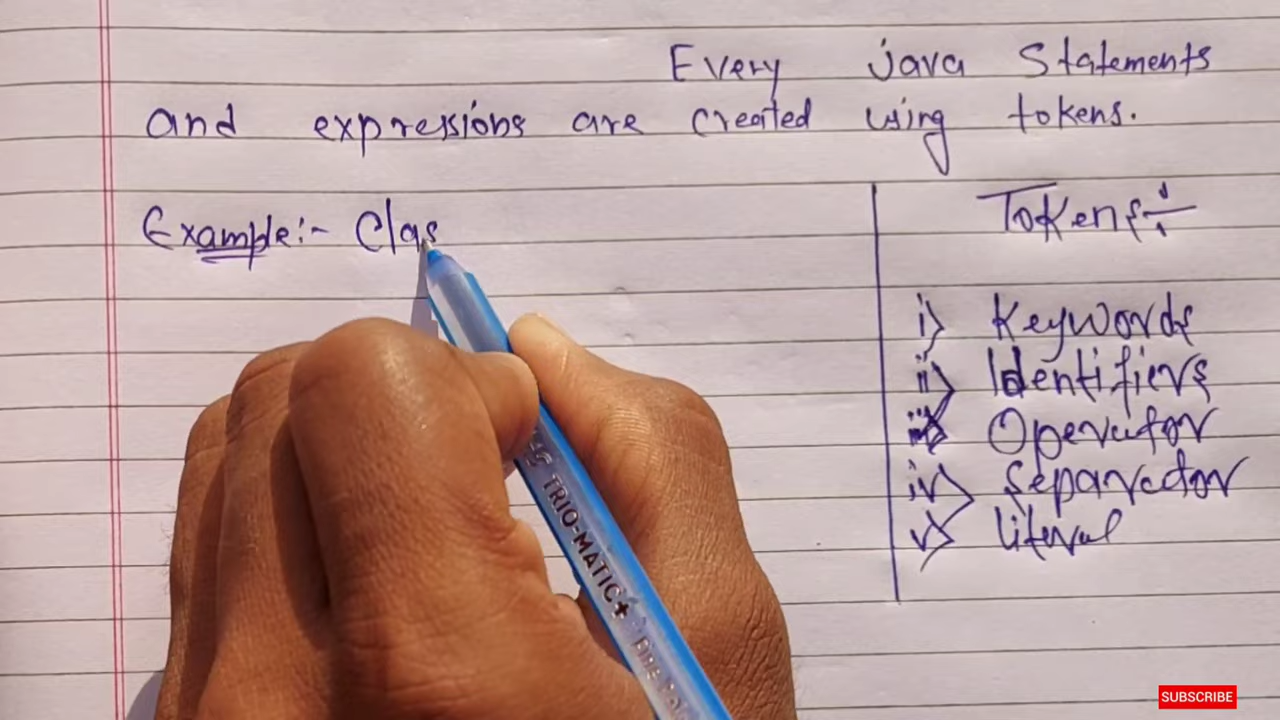 Every java Statements
and expressions are created using tokens.
Example:- Clas
Tokens÷
i) Keywords
ii) Identifiers
iii) Operator
iv) Separator
v) literal
TRIO-MATIC+
SUBSCRIBE